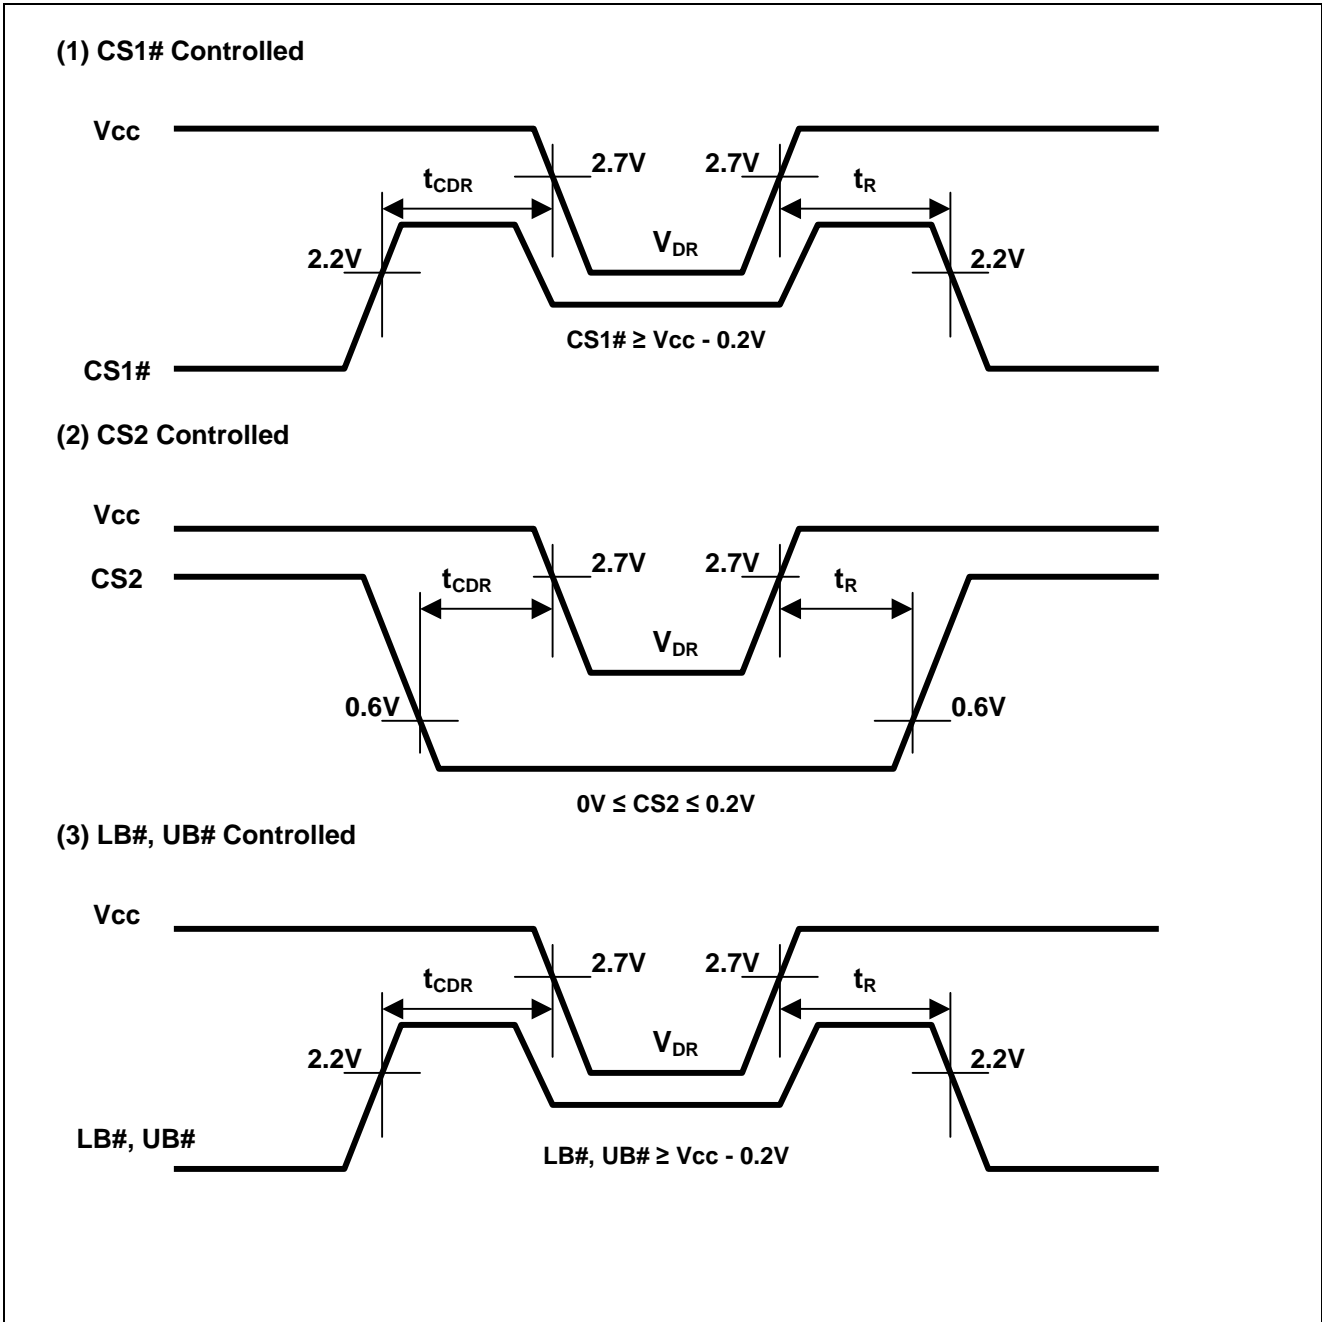 (1) CS1# Controlled
Vcc
2.7V 2.7V
tCDR tR
VDR
2.2V 2.2V
CS1# ≥ Vcc - 0.2V
CS1#
(2) CS2 Controlled
Vcc
2.7V 2.7V
CS2 tCDR tR
VDR
0.6V 0.6V
0V ≤ CS2 ≤ 0.2V
(3) LB#, UB# Controlled
Vcc
2.7V 2.7V
tCDR tR
VDR
2.2V 2.2V
LB#, UB#
LB#, UB# ≥ Vcc - 0.2V